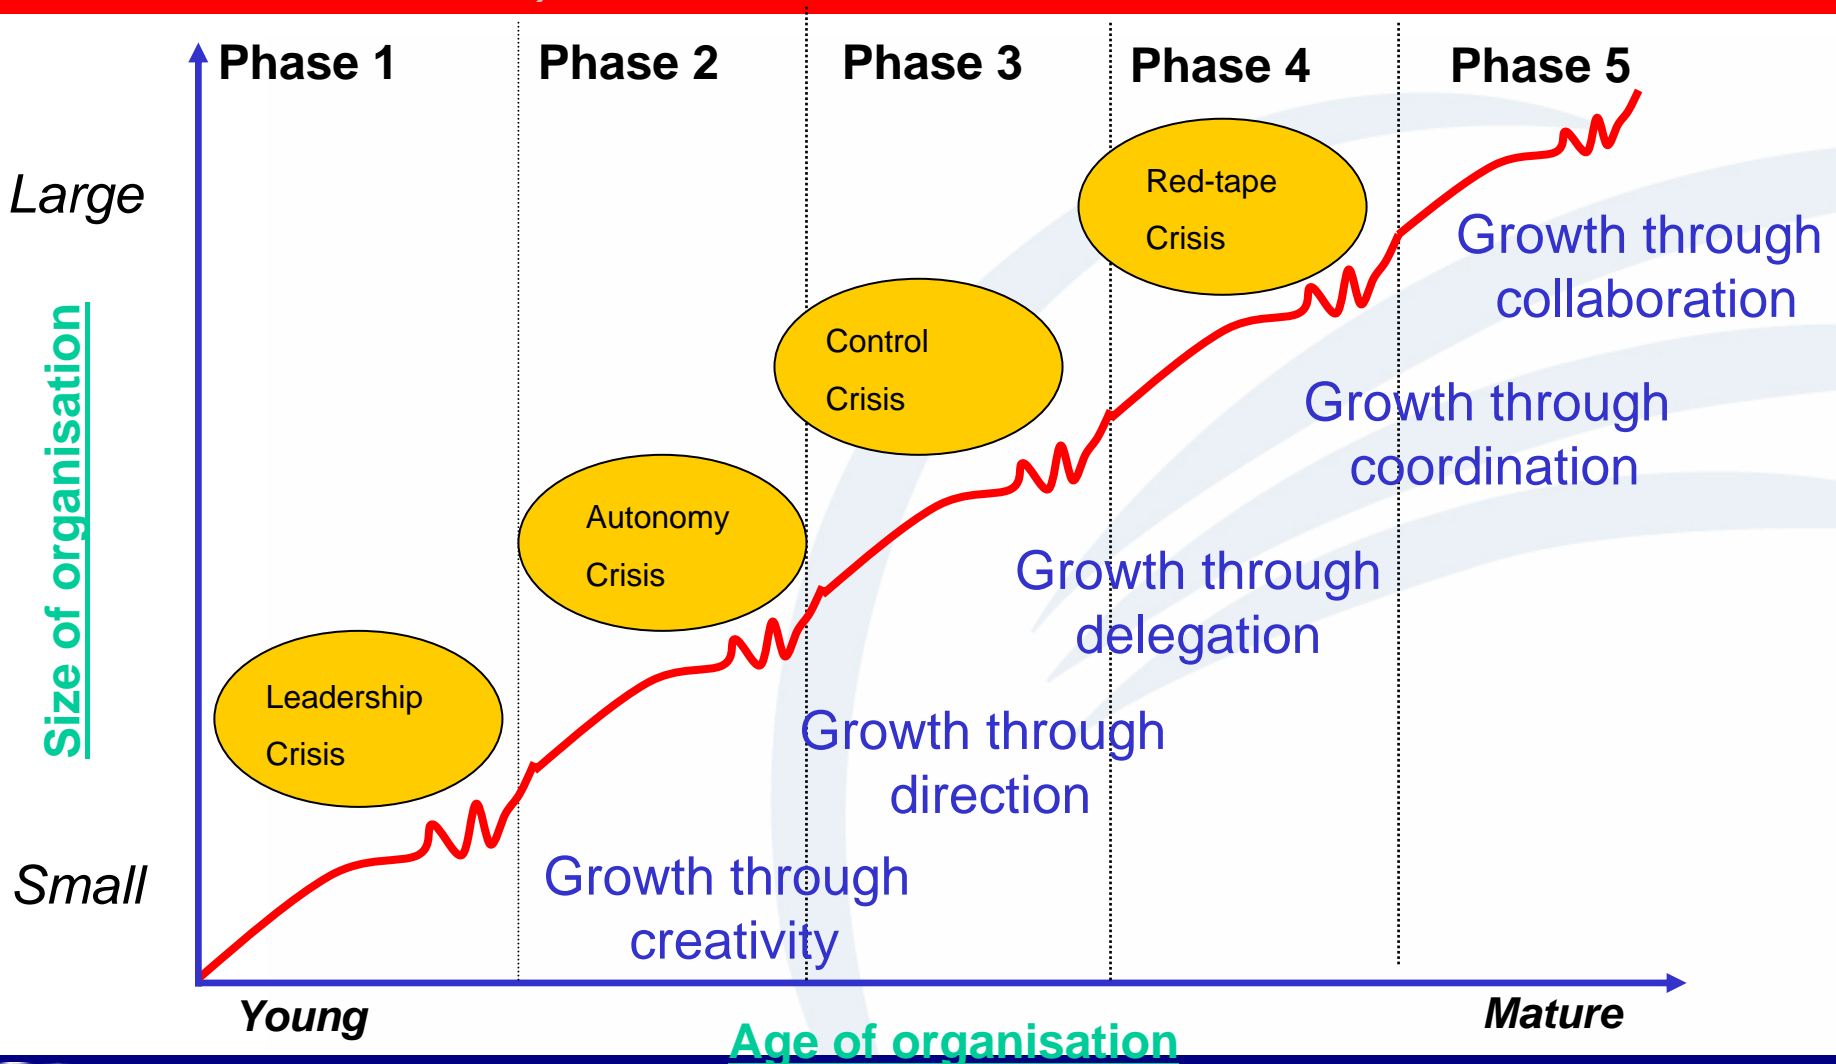 Phase 1
Phase 2
Phase 3
Phase 4
Phase 5
Large
Red-tape
Crisis
Growth through
collaboration
Control
Crisis
Growth through
coordination
Size of organisation
Autonomy
Crisis
Growth through
delegation
Leadership
Crisis
Growth through
direction
Small
Growth through
creativity
Young
Mature
Age of organisation